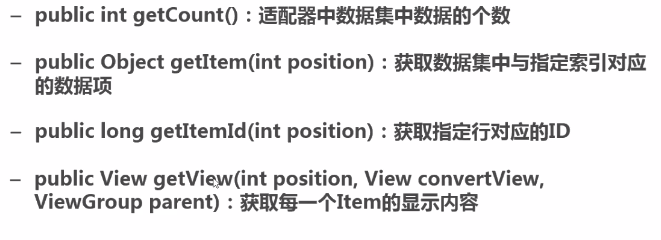 – public int getCount()：适配器中数据集中数据的个数
– public Object getItem(int position)：获取数据集中与指定索引对应
的数据项
– public long getItemId(int position)：获取指定行对应的ID
– public View getView(int position, View convertView,
ViewGroup parent)：获取每一个Item的显示内容